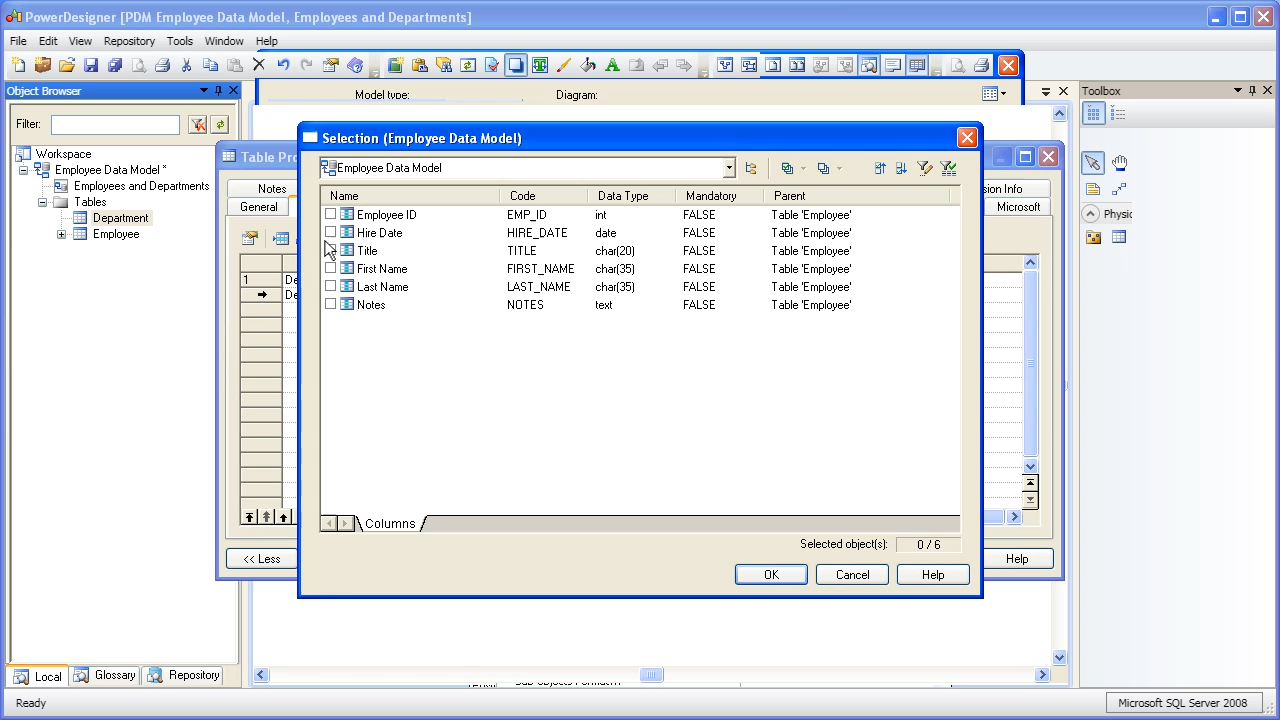 PowerDesigner [PDM Employee Data Model, Employees and Departments]
File Edit View Repository Tools Window Help
Object Browser
Toolbox
Model type: Diagram:
Filter:
Workspace
Employee Data Model *
Employees and Departments
Tables
Department
Employee
Table Pro
Notes
sion Info
General
Microsoft
1 De
De
Selection (Employee Data Model)
Employee Data Model
Name Code Data Type Mandatory Parent
Employee ID EMP_ID int FALSE Table 'Employee'
Hire Date HIRE_DATE date FALSE Table 'Employee'
Title TITLE char(20) FALSE Table 'Employee'
First Name FIRST_NAME char(35) FALSE Table 'Employee'
Last Name LAST_NAME char(35) FALSE Table 'Employee'
Notes NOTES text FALSE Table 'Employee'
Columns
Selected object(s): 0 / 6
OK Cancel Help
<< Less
Help
Physic
Local Glossary Repository
Ready
Microsoft SQL Server 2008